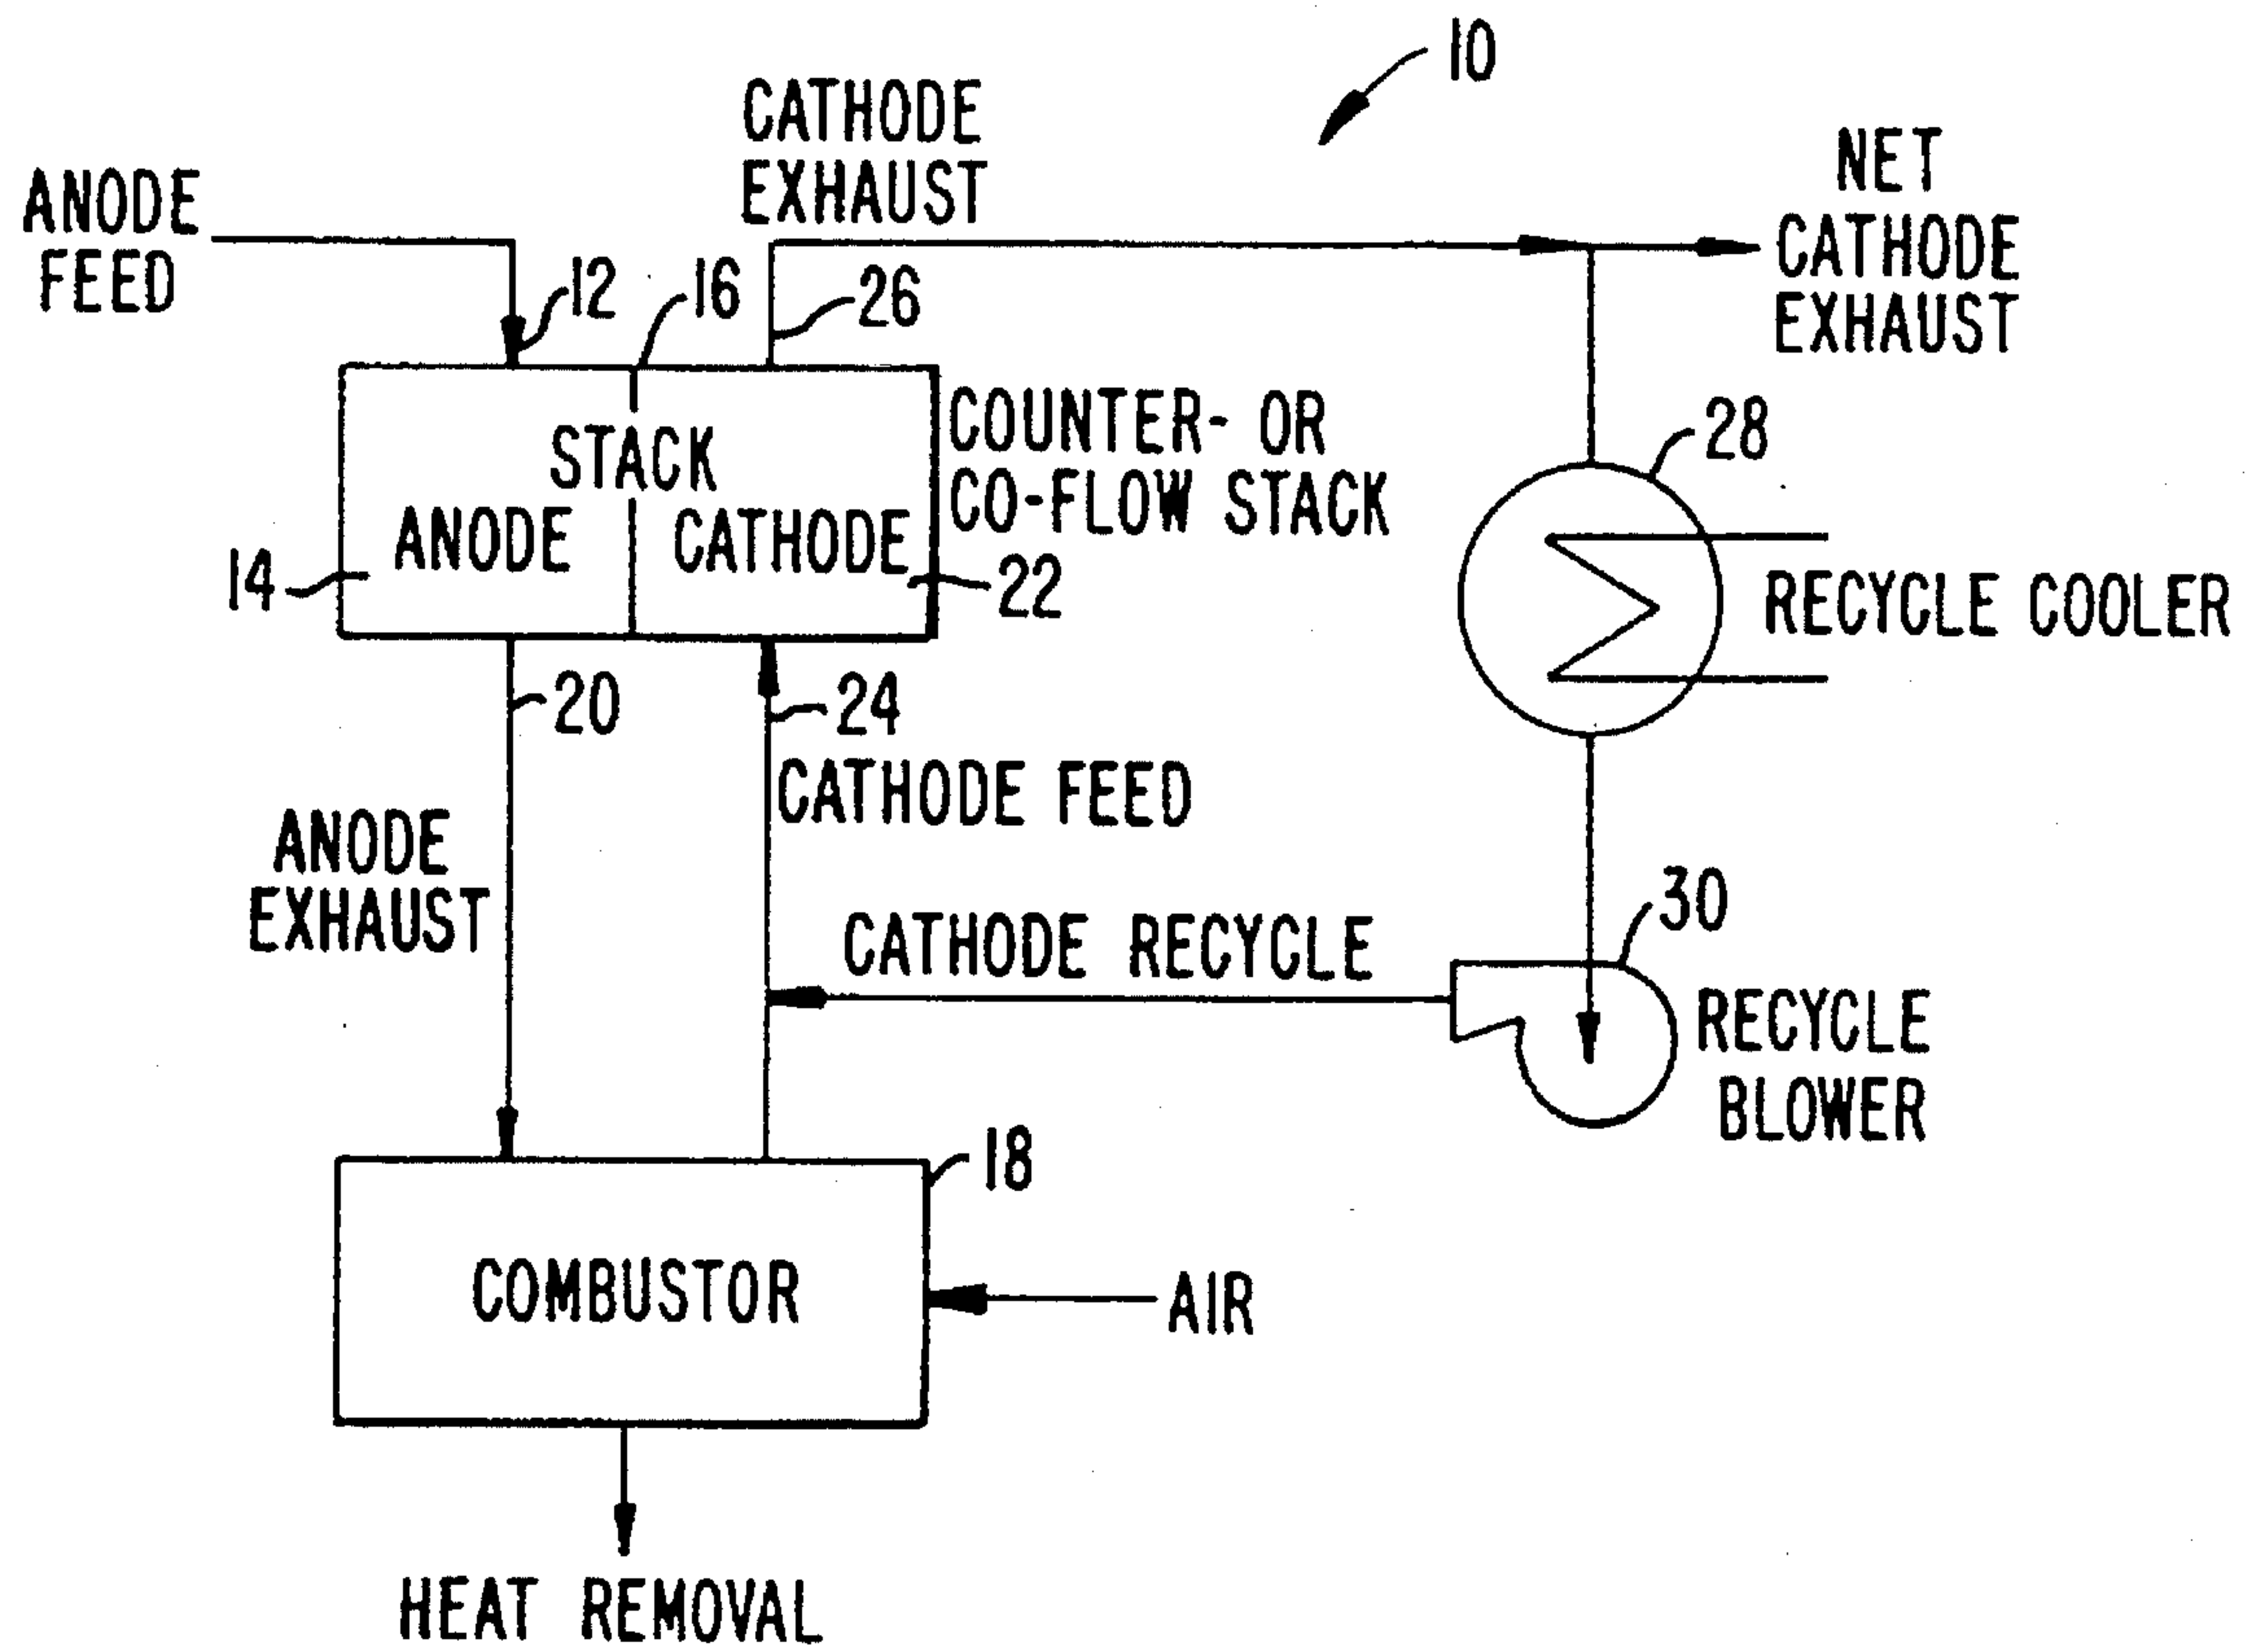 10
CATHODE
EXHAUST
NET
CATHODE
EXHAUST
ANODE
FEED
12
16
26
COUNTER- OR
CO-FLOW STACK
28
STACK
ANODE
CATHODE
14
22
RECYCLE COOLER
20
24
CATHODE FEED
ANODE
EXHAUST
30
CATHODE RECYCLE
RECYCLE
BLOWER
18
COMBUSTOR
AIR
HEAT REMOVAL